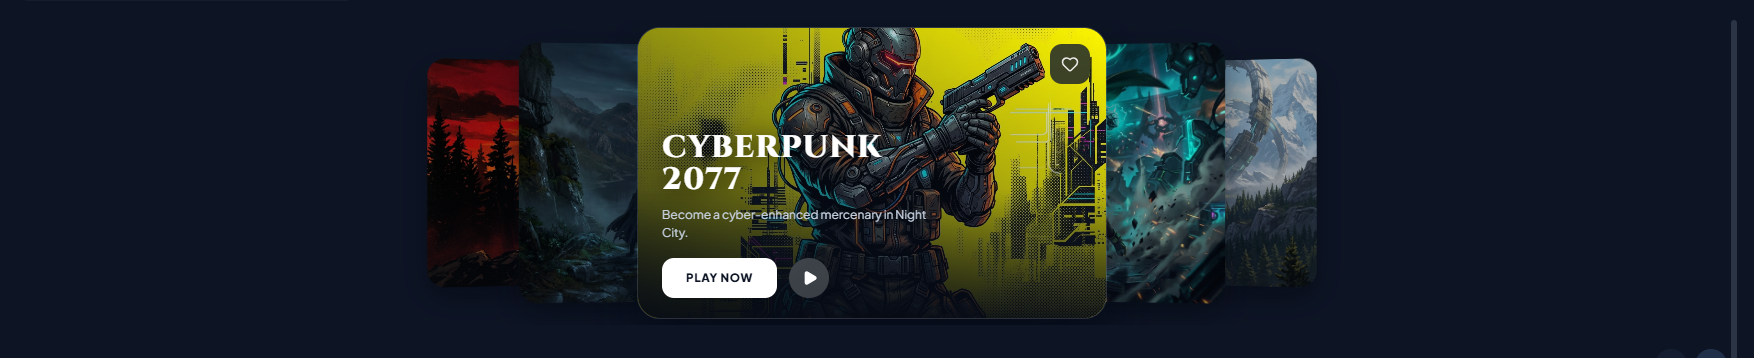 CYBERPUNK
2077
Become a cyber-enhanced mercenary in Night
City.
PLAY NOW